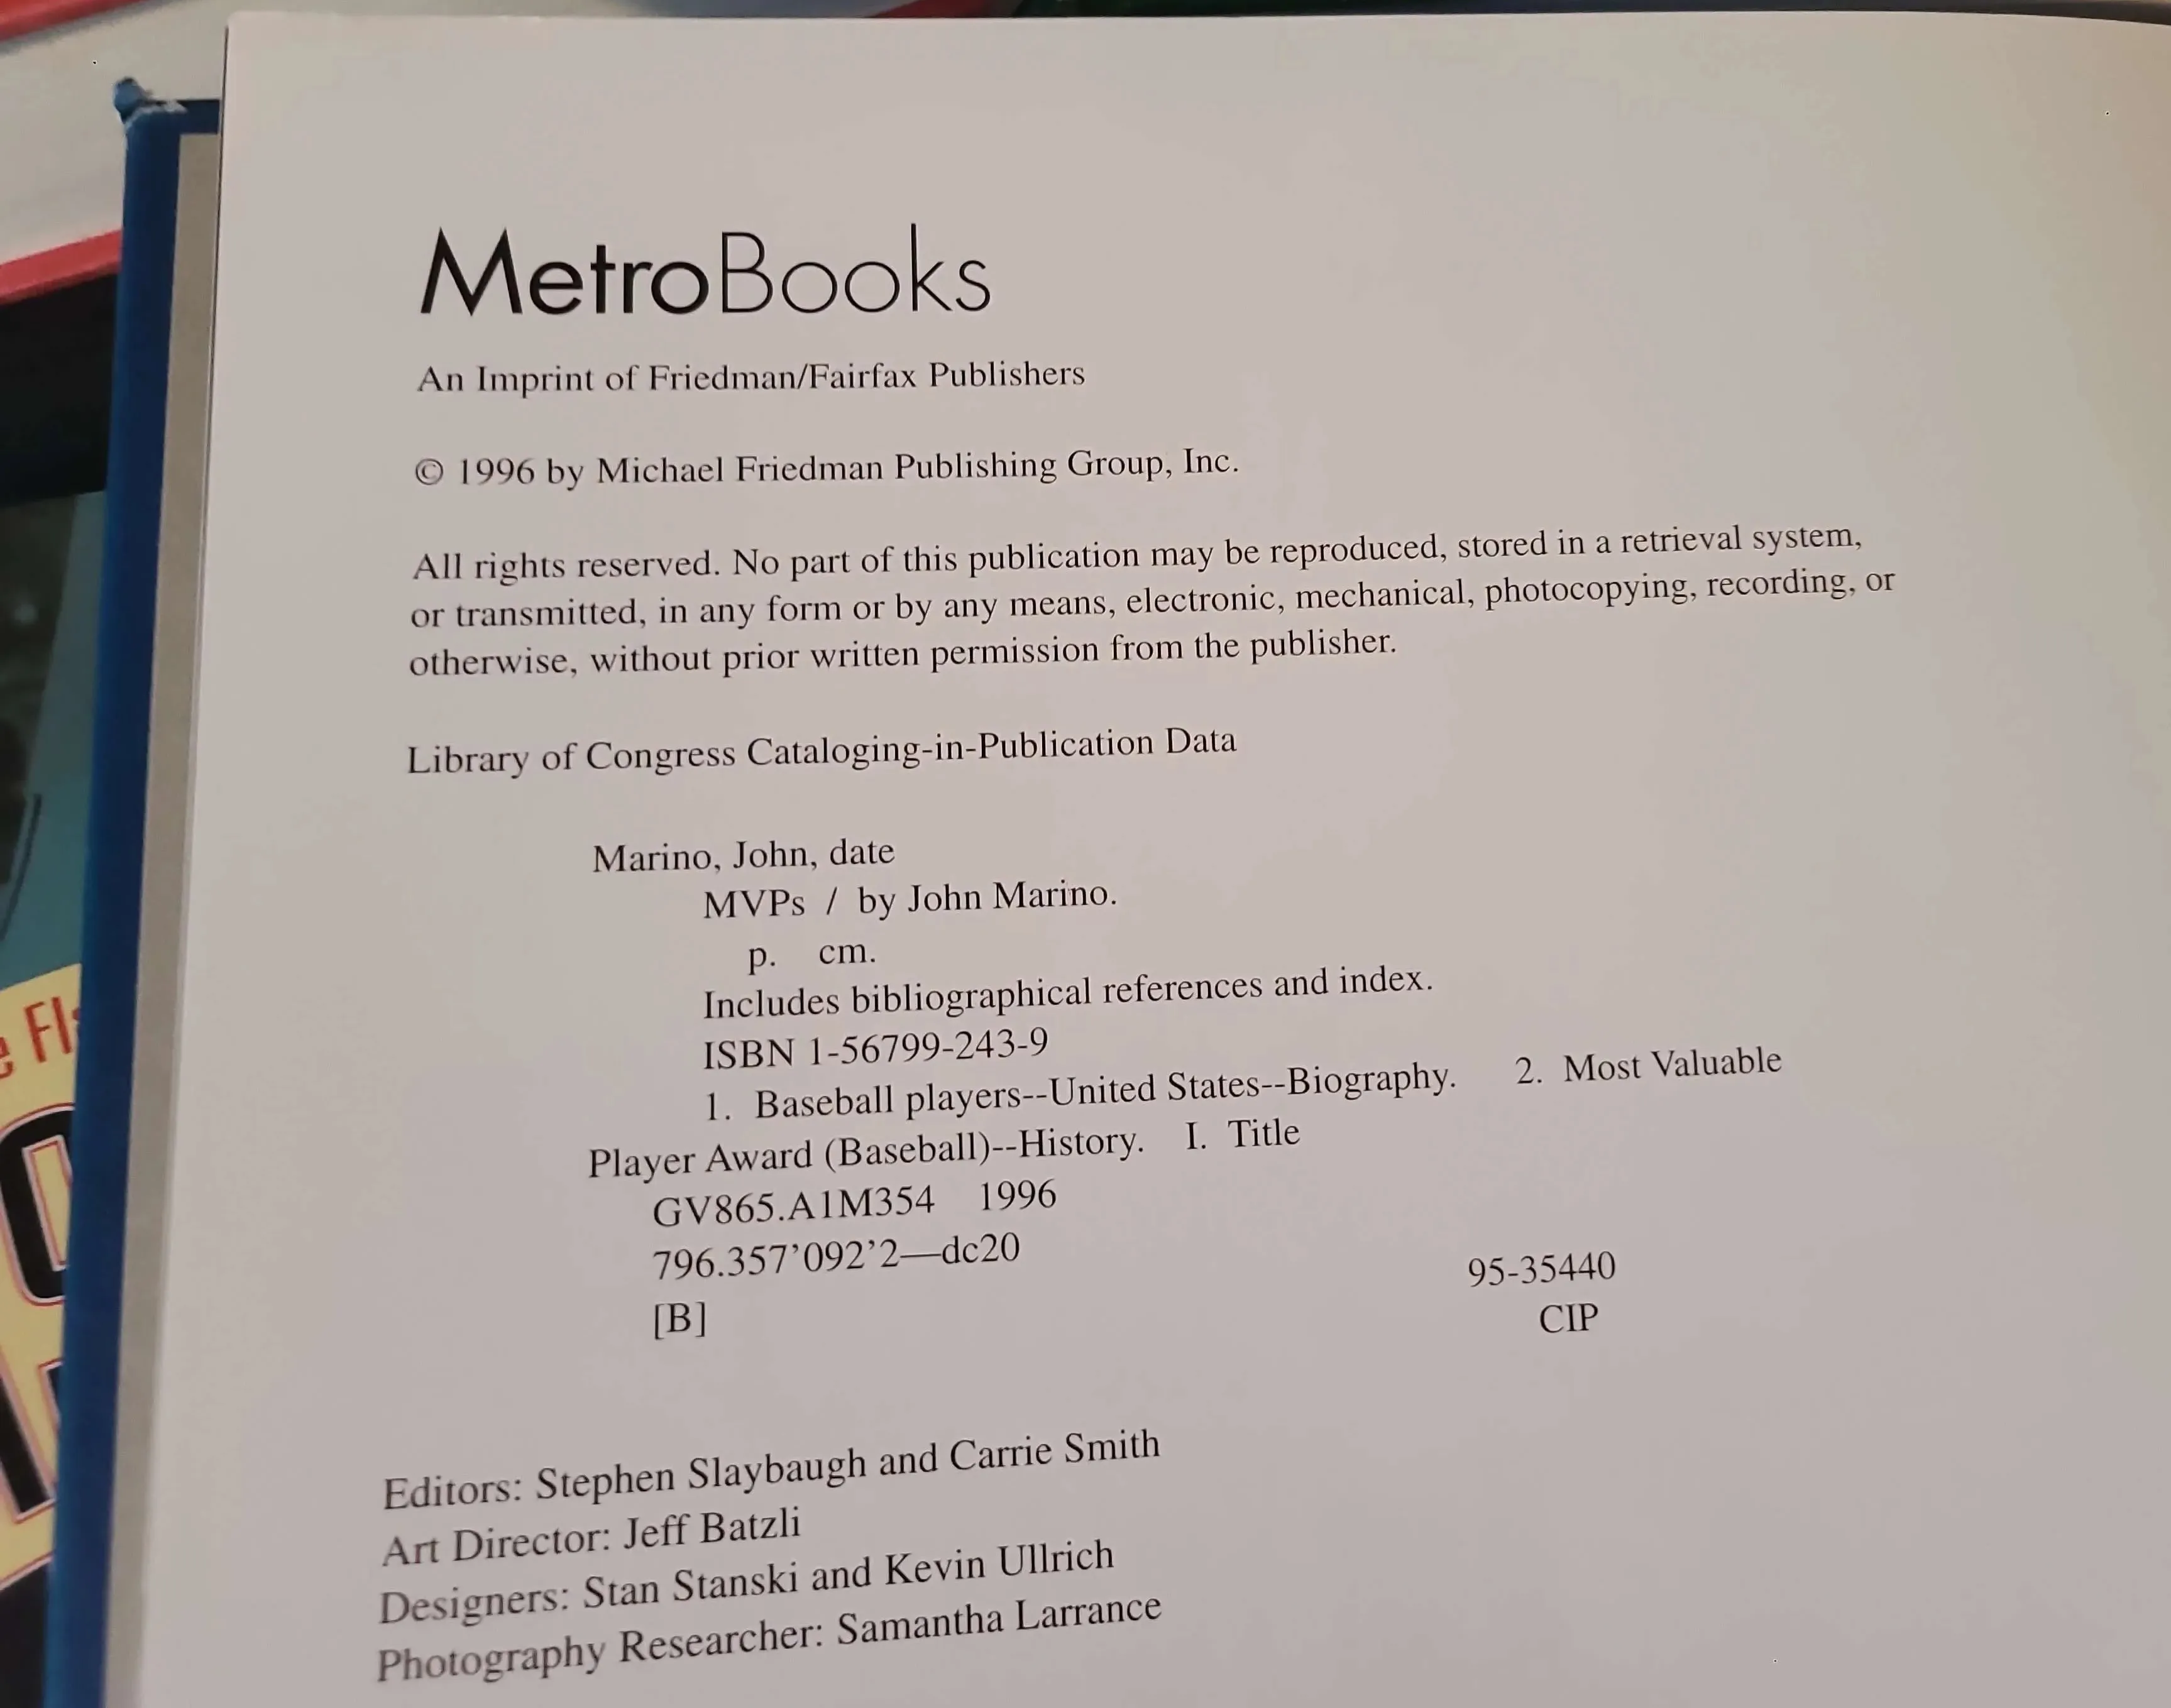 MetroBooks
An Imprint of Friedman/Fairfax Publishers
© 1996 by Michael Friedman Publishing Group, Inc.
All rights reserved. No part of this publication may be reproduced, stored in a retrieval system,
or transmitted, in any form or by any means, electronic, mechanical, photocopying, recording, or
otherwise, without prior written permission from the publisher.
Library of Congress Cataloging-in-Publication Data
Marino, John, date
MVPs / by John Marino.
p. cm.
Includes bibliographical references and index.
ISBN 1-56799-243-9
1. Baseball players--United States--Biography. 2. Most Valuable
Player Award (Baseball)--History. I. Title
GV865.A1M354 1996
796.357’092’2—dc20
95-35440
[B]
CIP
Editors: Stephen Slaybaugh and Carrie Smith
Art Director: Jeff Batzli
Designers: Stan Stanski and Kevin Ullrich
Photography Researcher: Samantha Larrance